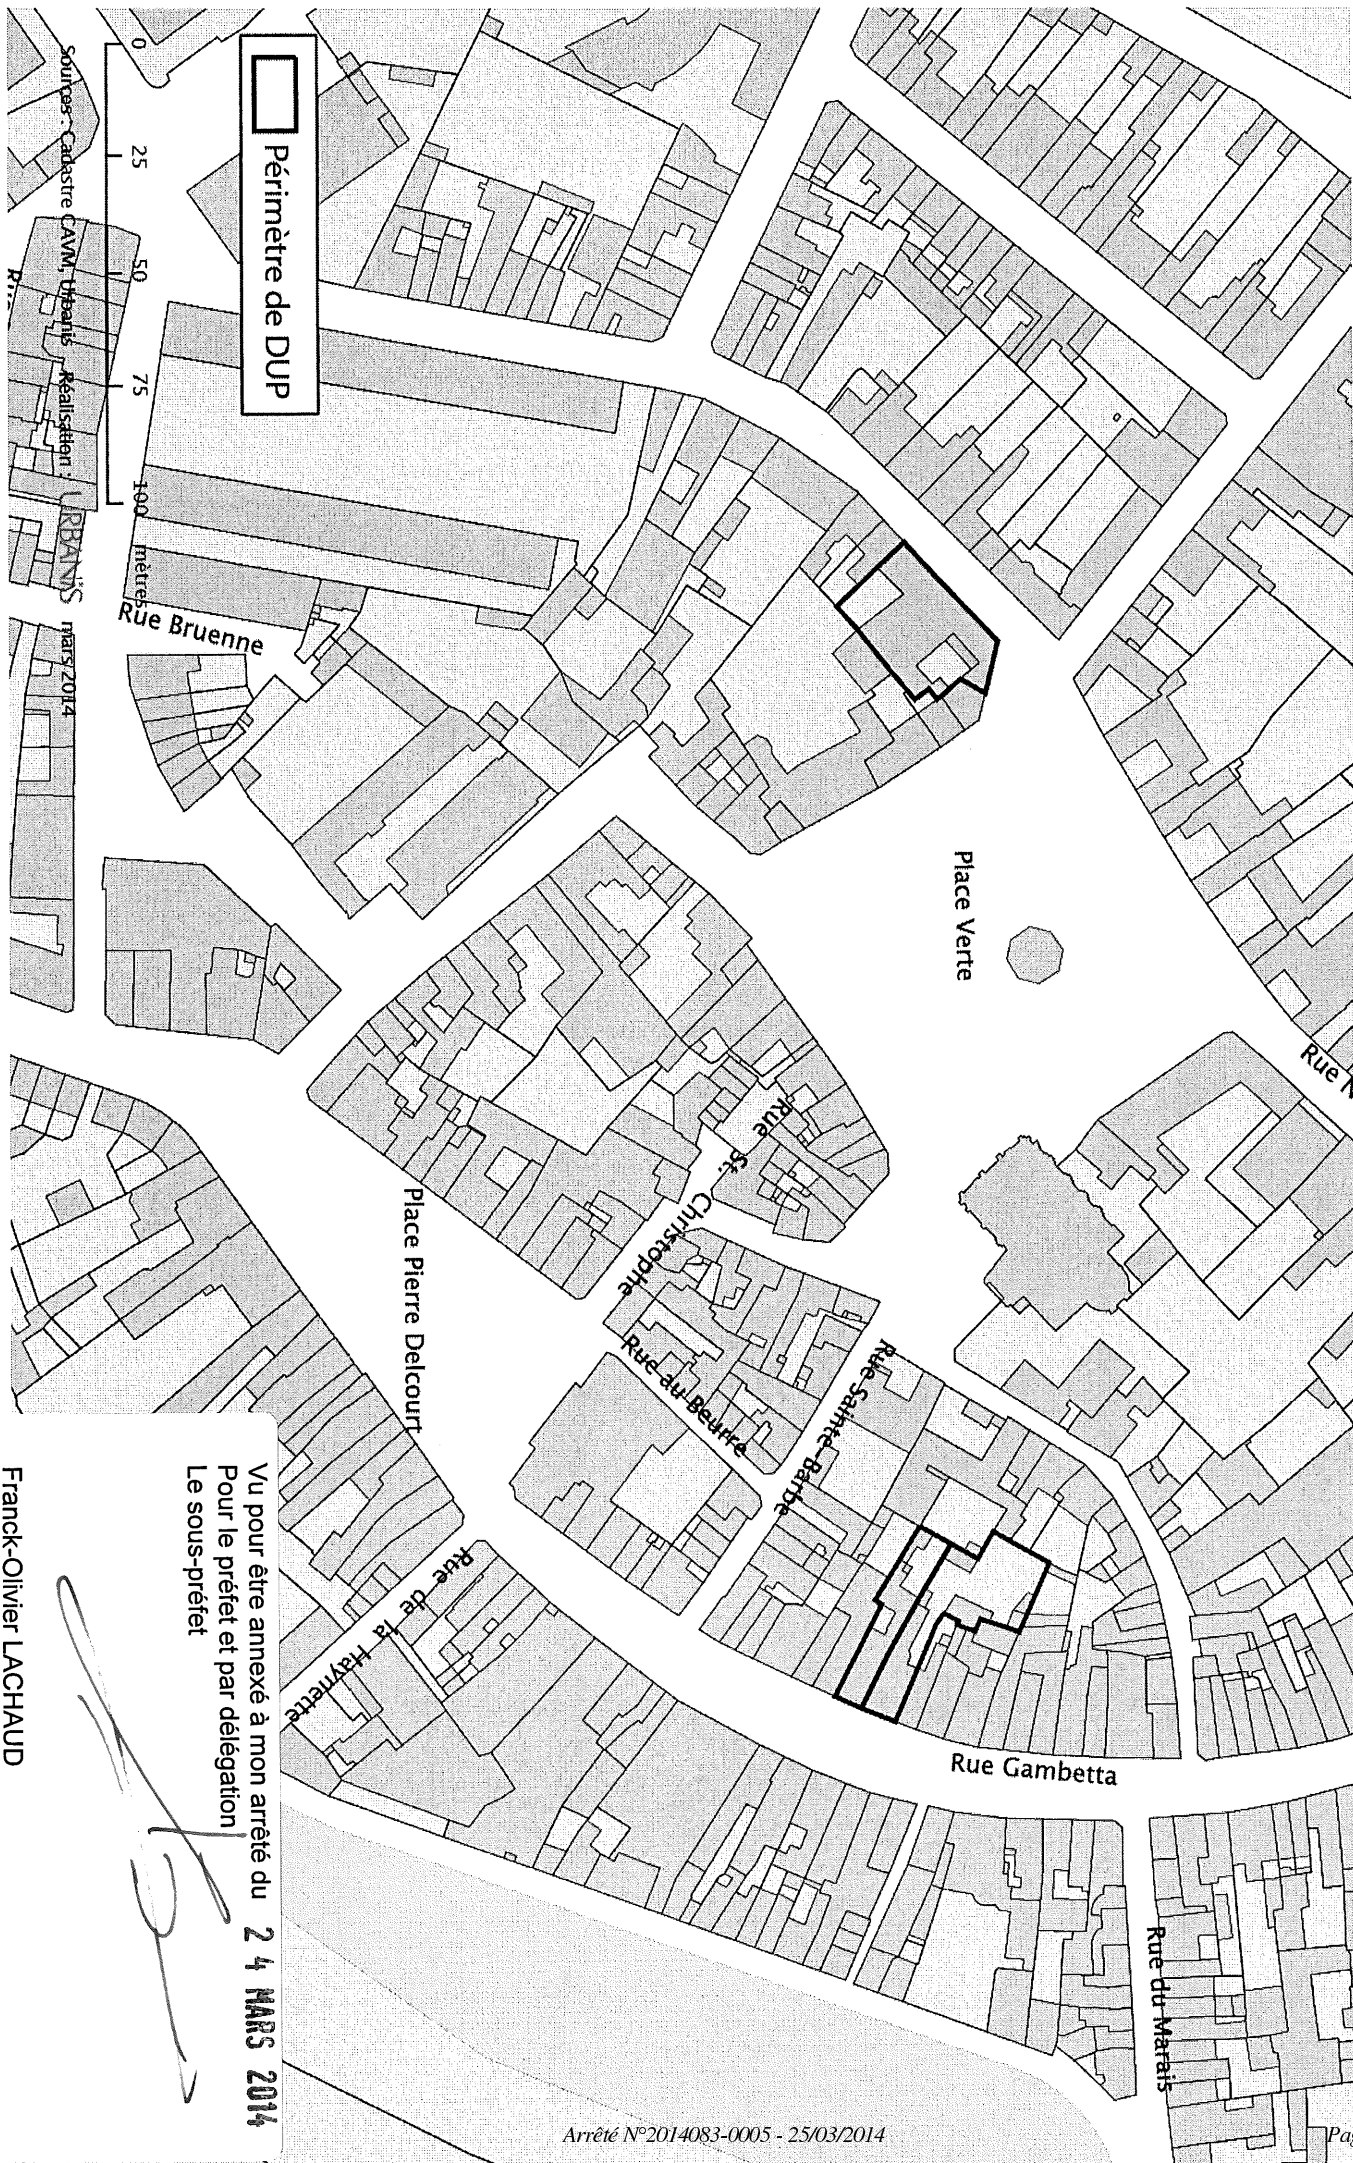 Périmètre de DUP
0 25 50 75 100 mètres
Sources : Cadastre CAVM, Urbanis Réalisation : URBANIS mars 2014
Rue Bruenne
Place Verte
Rue St. Christophe
Place Pierre Delcourt
Rue au Beurre
Rue Sainte-Barbe
Rue de la Hamette
Rue Gambetta
Rue du Marais
Vu pour être annexé à mon arrêté du 24 MARS 2014
Pour le préfet et par délégation
Le sous-préfet
Franck-Olivier LACHAUD
Arrêté N°2014083-0005 - 25/03/2014